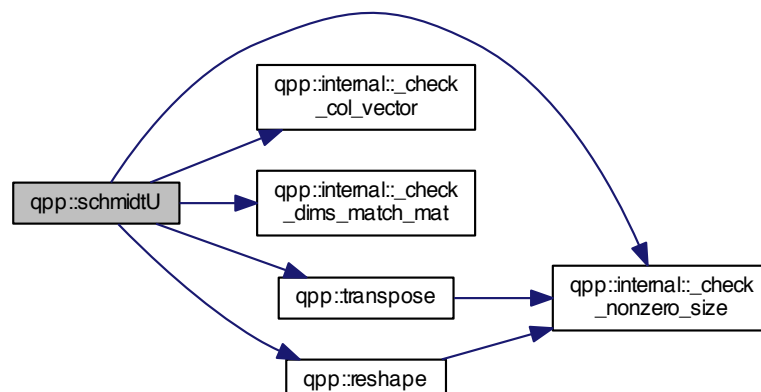 qpp::schmidtU
qpp::internal::_check
_col_vector
qpp::internal::_check
_dims_match_mat
qpp::transpose
qpp::reshape
qpp::internal::_check
_nonzero_size